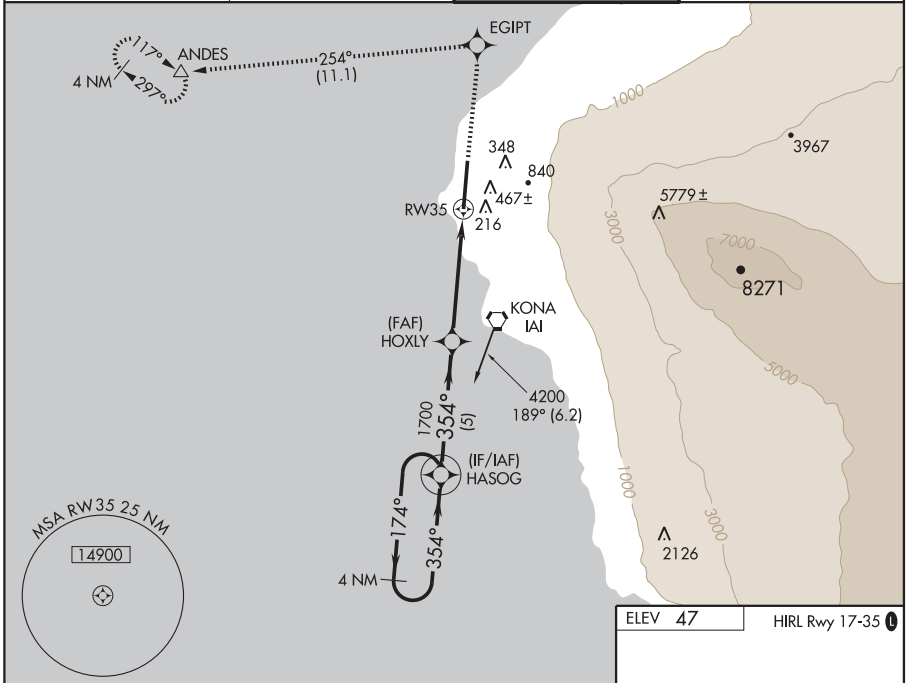 EGIPT
ANDES
117°
297°
4 NM
254°
(11.1)
1000
3967
348
840
467±
216
RW35
5779±
3000
7000
8271
KONA
IAI
(FAF)
HOXLY
5000
4200
189° (6.2)
1700
354°
(5)
(IF/IAF)
HASOG
174°
354°
4 NM
1000
3000
2126
MSA RW35 25 NM
14900
ELEV 47
HIRL Rwy 17-35 L